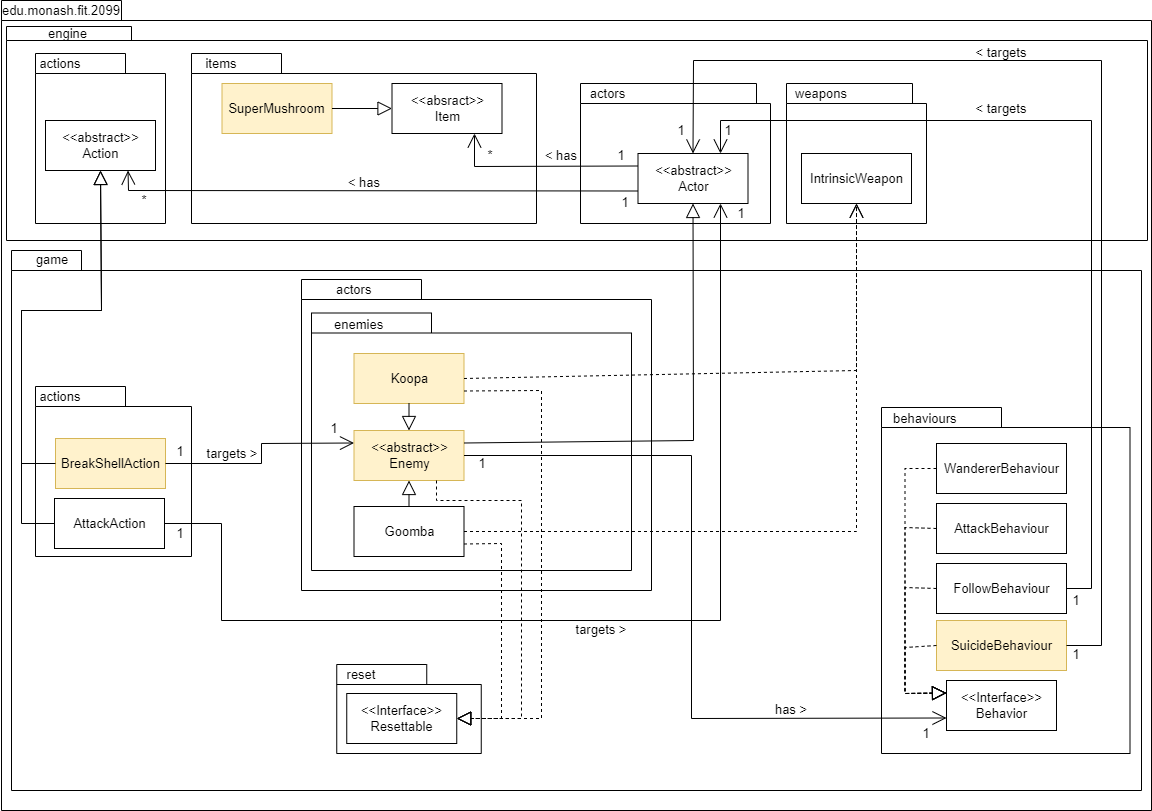 edu.monash.fit.2099
engine
actions
items
< targets
actors
weapons
SuperMushroom
<<absract>>
Item
< targets
<<abstract>>
Action
1
1
*
< has
1
<<abstract>>
Actor
IntrinsicWeapon
< has
*
1
1
game
actors
enemies
Koopa
actions
behaviours
1
<<abstract>>
Enemy
1
targets >
1
BreakShellAction
WandererBehaviour
AttackAction
1
Goomba
AttackBehaviour
FollowBehaviour
1
targets >
SuicideBehaviour
1
reset
<<Interface>>
Resettable
has >
<<Interface>>
Behavior
1